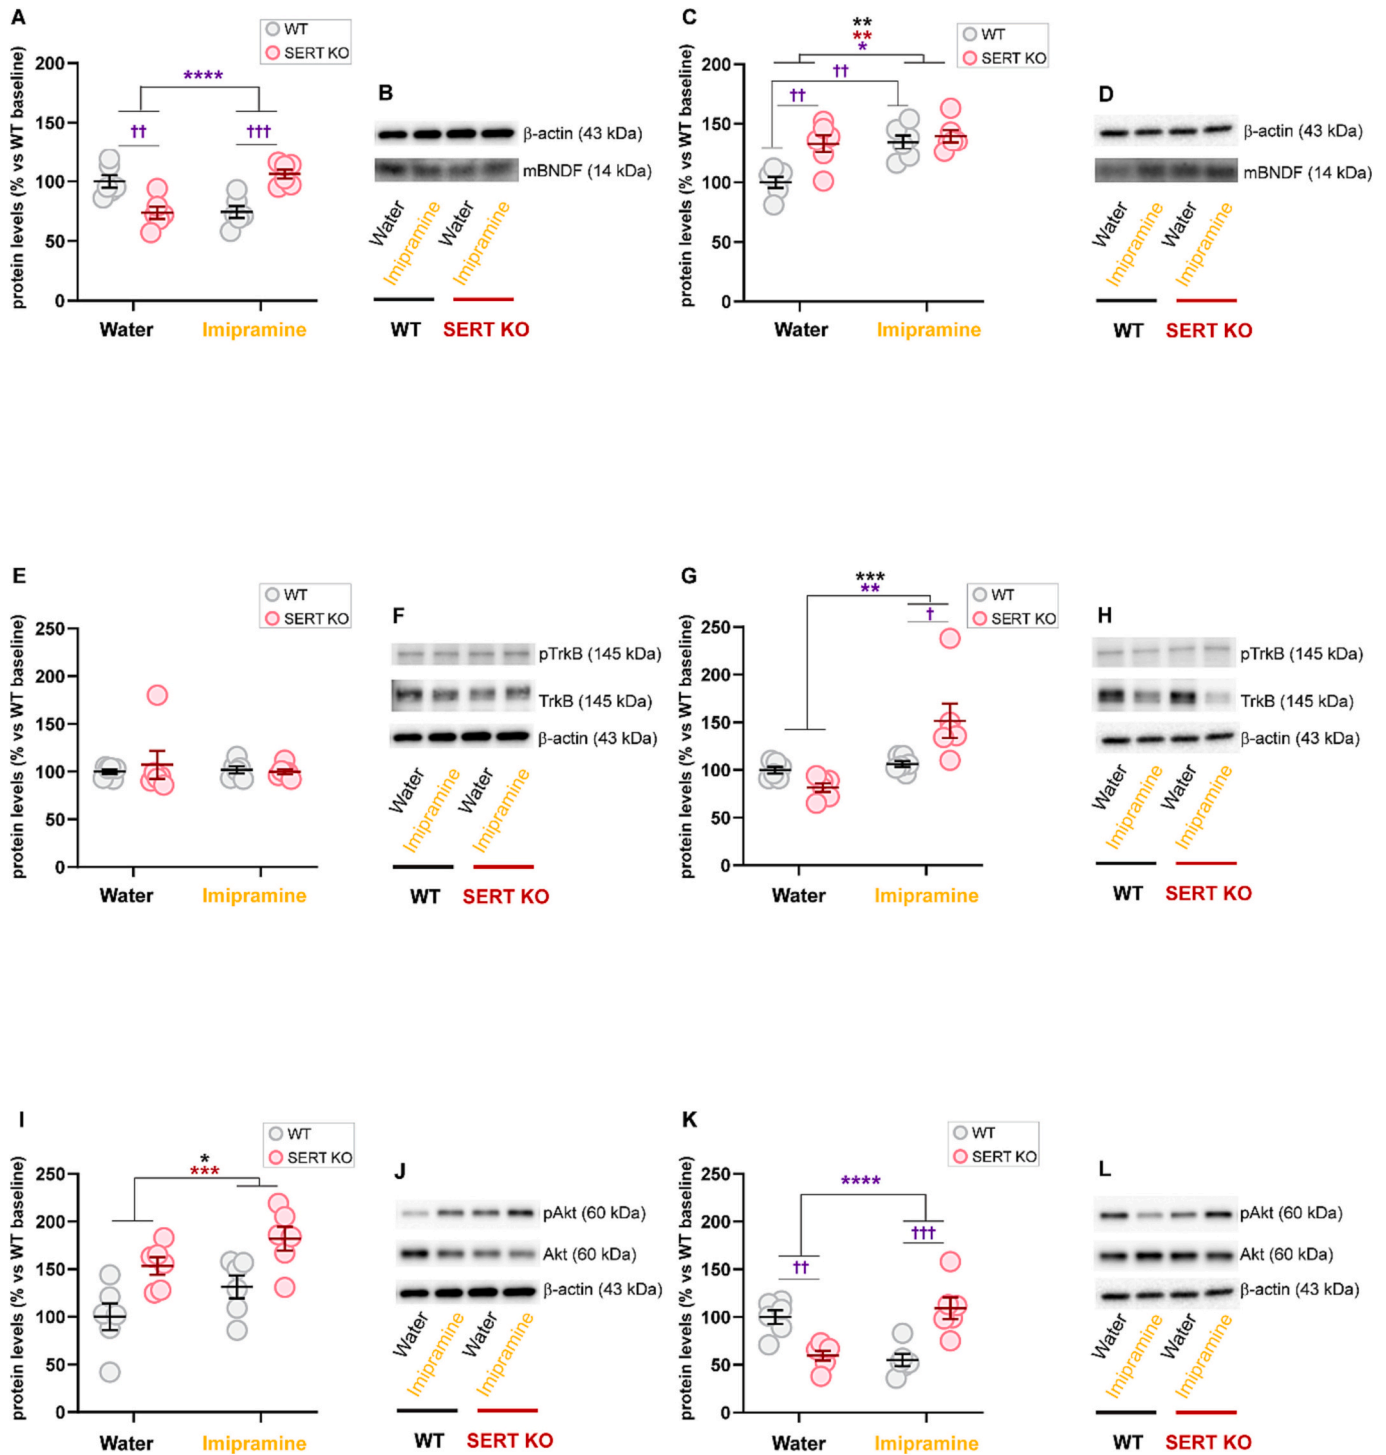 A
WT
SERT KO
protein levels (% vs WT baseline)
200
150
100
50
0
****
††
†††
Water
Imipramine
B
β-actin (43 kDa)
mBNDF (14 kDa)
Water
Imipramine
Water
Imipramine
WT
SERT KO
C
WT
SERT KO
protein levels (% vs WT baseline)
200
150
100
50
0
**
**
*
††
††
Water
Imipramine
D
β-actin (43 kDa)
mBNDF (14 kDa)
Water
Imipramine
Water
Imipramine
WT
SERT KO
E
WT
SERT KO
protein levels (% vs WT baseline)
250
200
150
100
50
0
Water
Imipramine
F
pTrkB (145 kDa)
TrkB (145 kDa)
β-actin (43 kDa)
Water
Imipramine
Water
Imipramine
WT
SERT KO
G
WT
SERT KO
protein levels (% vs WT baseline)
250
200
150
100
50
0
***
**
†
Water
Imipramine
H
pTrkB (145 kDa)
TrkB (145 kDa)
β-actin (43 kDa)
Water
Imipramine
Water
Imipramine
WT
SERT KO
I
WT
SERT KO
protein levels (% vs WT baseline)
250
200
150
100
50
0
*
***
Water
Imipramine
J
pAkt (60 kDa)
Akt (60 kDa)
β-actin (43 kDa)
Water
Imipramine
Water
Imipramine
WT
SERT KO
K
WT
SERT KO
protein levels (% vs WT baseline)
250
200
150
100
50
0
****
††
†††
Water
Imipramine
L
pAkt (60 kDa)
Akt (60 kDa)
β-actin (43 kDa)
Water
Imipramine
Water
Imipramine
WT
SERT KO